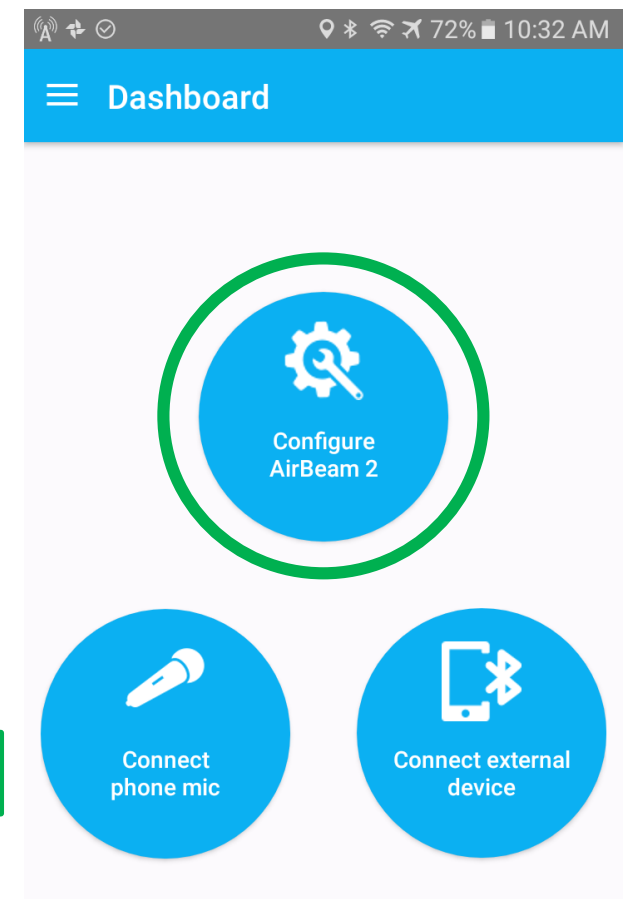 72% 10:32 AM
Dashboard
Configure
AirBeam 2
Connect
phone mic
Connect external
device